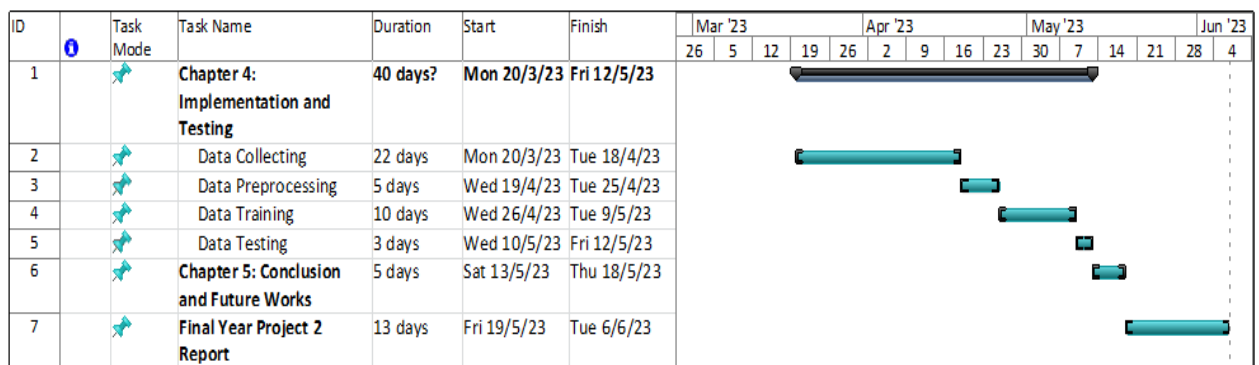 ID Task Task Name Duration Start Finish Mar '23 Apr '23 May '23 Jun '23
Mode 26 5 12 19 26 2 9 16 23 30 7 14 21 28 4
1 Chapter 4: 40 days? Mon 20/3/23 Fri 12/5/23
Implementation and
Testing
2 Data Collecting 22 days Mon 20/3/23 Tue 18/4/23
3 Data Preprocessing 5 days Wed 19/4/23 Tue 25/4/23
4 Data Training 10 days Wed 26/4/23 Tue 9/5/23
5 Data Testing 3 days Wed 10/5/23 Fri 12/5/23
6 Chapter 5: Conclusion 5 days Sat 13/5/23 Thu 18/5/23
and Future Works
7 Final Year Project 2 13 days Fri 19/5/23 Tue 6/6/23
Report